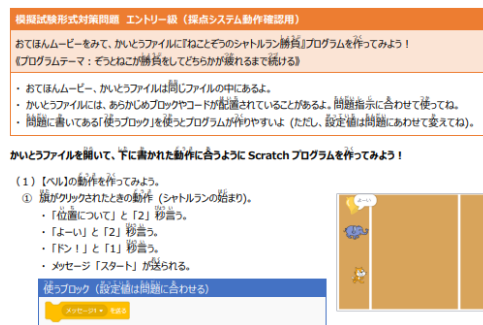 模擬試験形式対策問題 エントリー級（採点システム動作確認用）
おてほんムービーをみて、かいとうファイルに『ねことぞうのシャトルラン勝負』プログラムを作ってみよう！
《プログラムテーマ：ぞうとねこが勝負をしてどちらかが疲れるまで続ける》
・ おてほんムービー、かいとうファイルは同じファイルの中にあるよ。
・ かいとうファイルには、あらかじめブロックやコードが配置されていることがあるよ。問題指示に合わせて使ってね。
・ 問題に書いてある「使うブロック」を使うとプログラムが作りやすいよ（ただし、設定値は問題にあわせて変えてね）。
かいとうファイルを開いて、下に書かれた動作に合うように Scratch プログラムを作ってみよう！
（1）【ベル】の動作を作ってみよう。
① 旗がクリックされたときの動作（シャトルランの始まり）。
・「位置について」と「2」秒言う。
・「よーい」と「2」秒言う。
・「ドン！」と「1」秒言う。
・ メッセージ「スタート」が送られる。
よーい
使うブロック（設定値は問題に合わせる）
メッセージ1 を送る